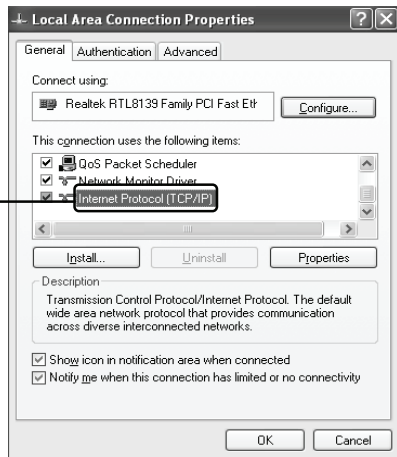 Local Area Connection Properties
General Authentication Advanced
Connect using:
Realtek RTL8139 Family PCI Fast Eth
Configure...
This connection uses the following items:
QoS Packet Scheduler
Network Monitor Driver
Internet Protocol (TCP/IP)
Install... Uninstall Properties
Description
Transmission Control Protocol/Internet Protocol. The default
wide area network protocol that provides communication
across diverse interconnected networks.
Show icon in notification area when connected
Notify me when this connection has limited or no connectivity
OK Cancel